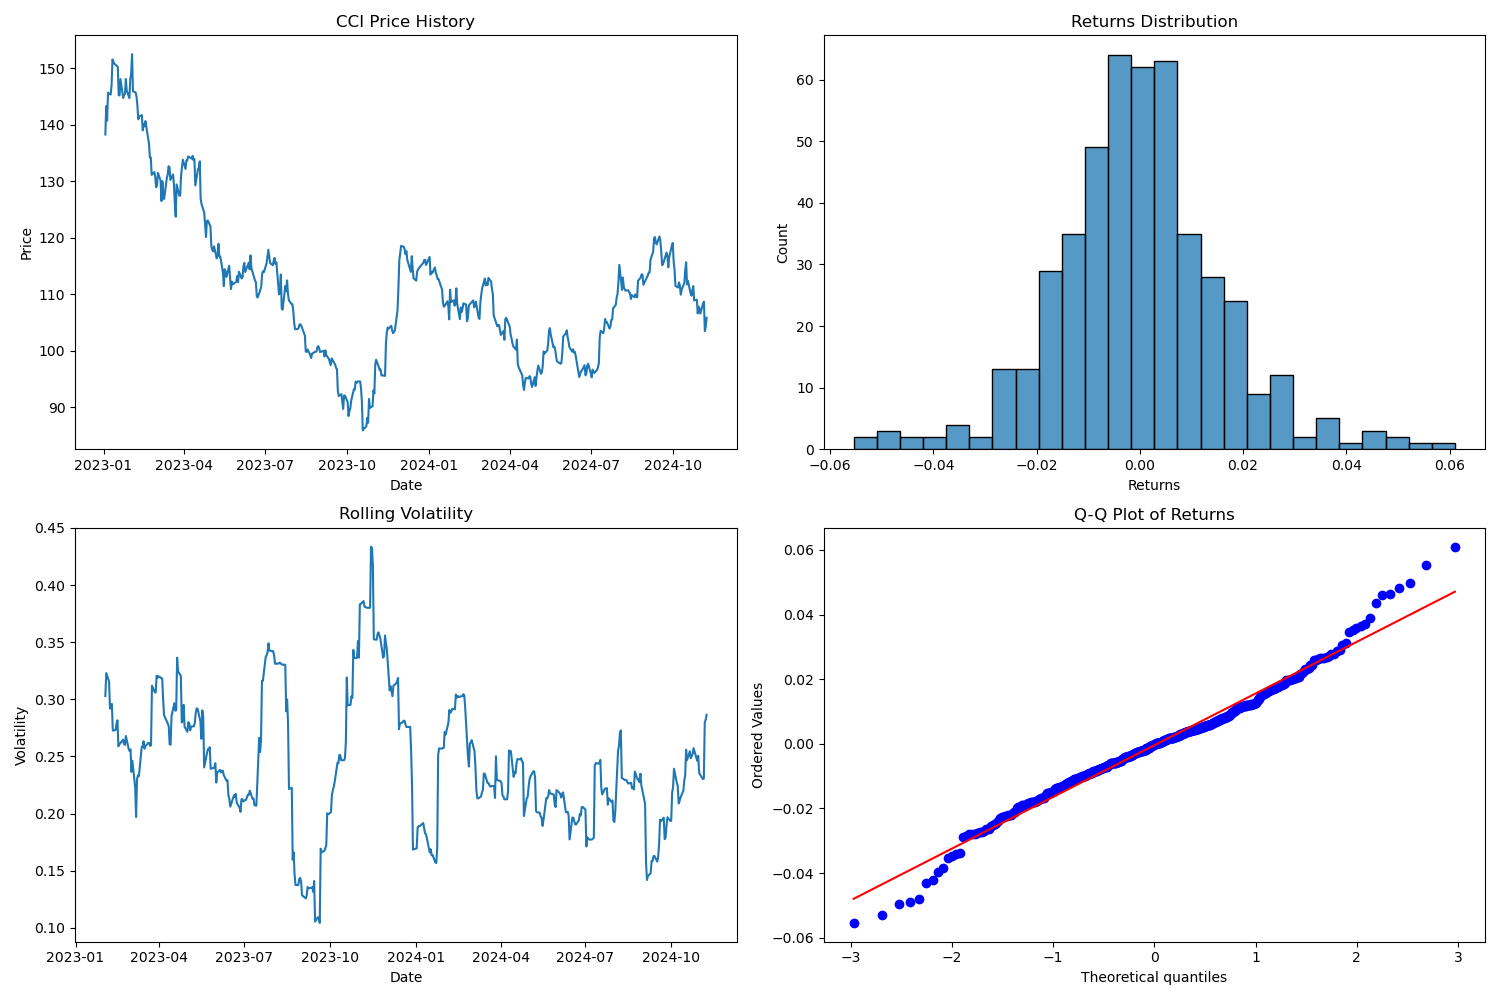 CCI Price History
Price
150
140
130
120
110
100
90
2023-01 2023-04 2023-07 2023-10 2024-01 2024-04 2024-07 2024-10
Date
Returns Distribution
Count
60
50
40
30
20
10
0
−0.06 −0.04 −0.02 0.00 0.02 0.04 0.06
Returns
Rolling Volatility
Volatility
0.45
0.40
0.35
0.30
0.25
0.20
0.15
0.10
2023-01 2023-04 2023-07 2023-10 2024-01 2024-04 2024-07 2024-10
Date
Q-Q Plot of Returns
Ordered Values
0.06
0.04
0.02
0.00
−0.02
−0.04
−0.06
−3 −2 −1 0 1 2 3
Theoretical quantiles